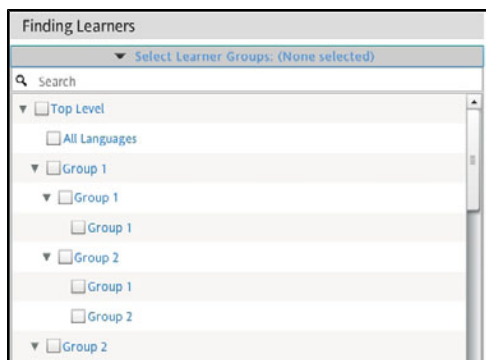 Finding Learners
Select Learner Groups: (None selected)
Search
Top Level
All Languages
Group 1
Group 1
Group 1
Group 2
Group 1
Group 2
Group 2